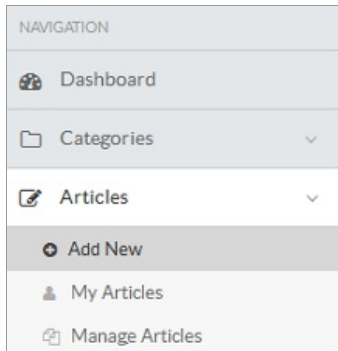 NAVIGATION
Dashboard
Categories
Articles
Add New
My Articles
Manage Articles